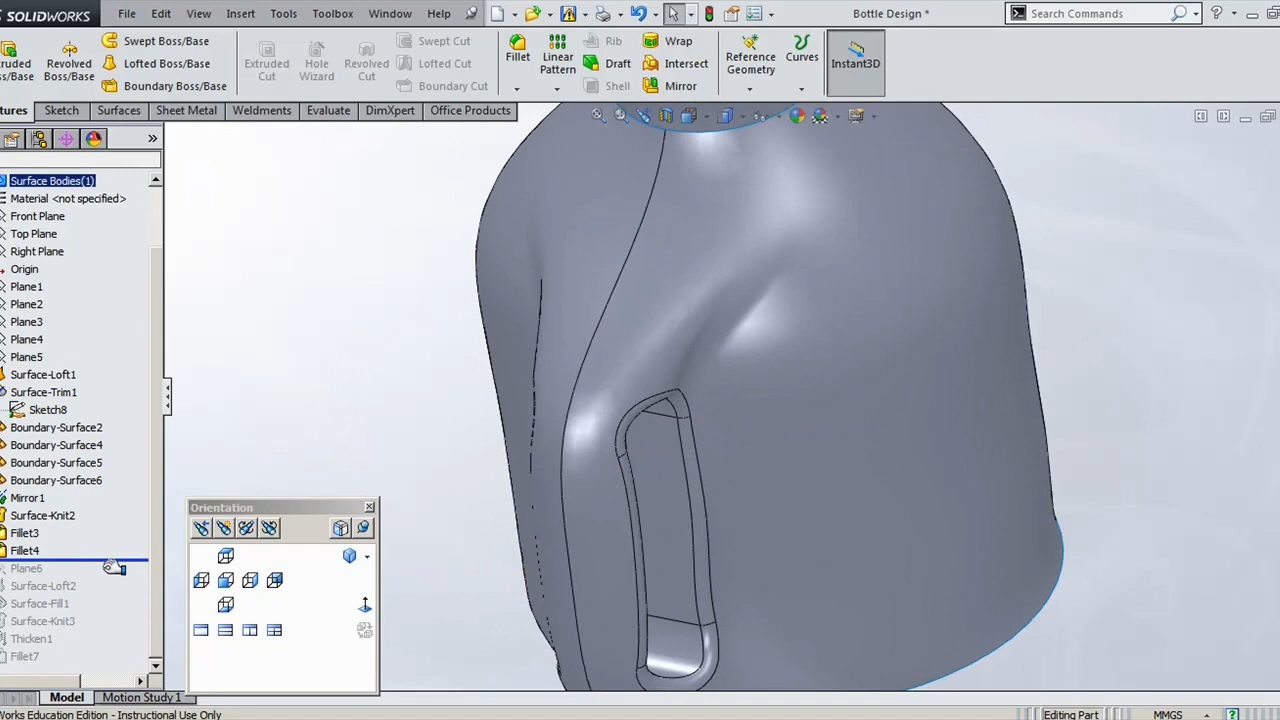 SOLIDWORKS File Edit View Insert Tools Toolbox Window Help Bottle Design * Search Commands
Swept Boss/Base Swept Cut Rib Wrap
Lofted Boss/Base Lofted Cut Draft Intersect
Boundary Boss/Base Boundary Cut Shell Mirror
Revolved Boss/Base Extruded Cut Hole Wizard Revolved Cut Fillet Linear Pattern Reference Geometry Curves Instant3D
Sketch Surfaces Sheet Metal Weldments Evaluate DimXpert Office Products
Surface Bodies(1)
Material <not specified>
Front Plane
Top Plane
Right Plane
Origin
Plane1
Plane2
Plane3
Plane4
Plane5
Surface-Loft1
Surface-Trim1
Sketch8
Boundary-Surface2
Boundary-Surface4
Boundary-Surface5
Boundary-Surface6
Mirror1
Surface-Knit2
Fillet3
Fillet4
Plane6
Surface-Loft2
Surface-Fill1
Surface-Knit3
Thicken1
Fillet7
Orientation
Model Motion Study 1
Works Education Edition - Instructional Use Only Editing Part MMGS